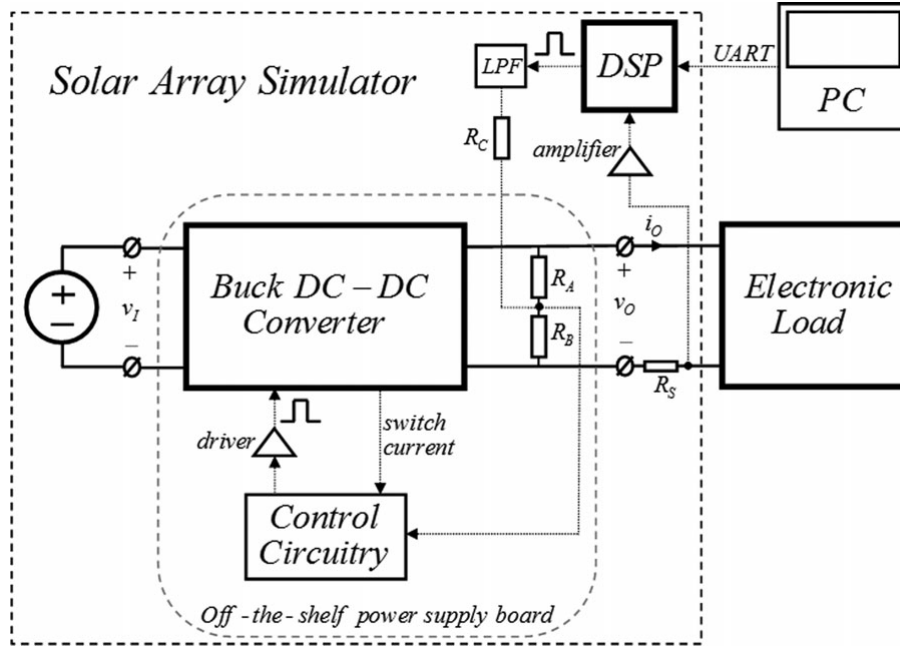 Solar Array Simulator
LPF
DSP
UART
PC
R_C
amplifier
i_O
+
v_I
−
+
−
Buck DC – DC
Converter
R_A
R_B
+
v_O
−
R_S
Electronic
Load
driver
switch
current
Control
Circuitry
Off -the-shelf power supply board